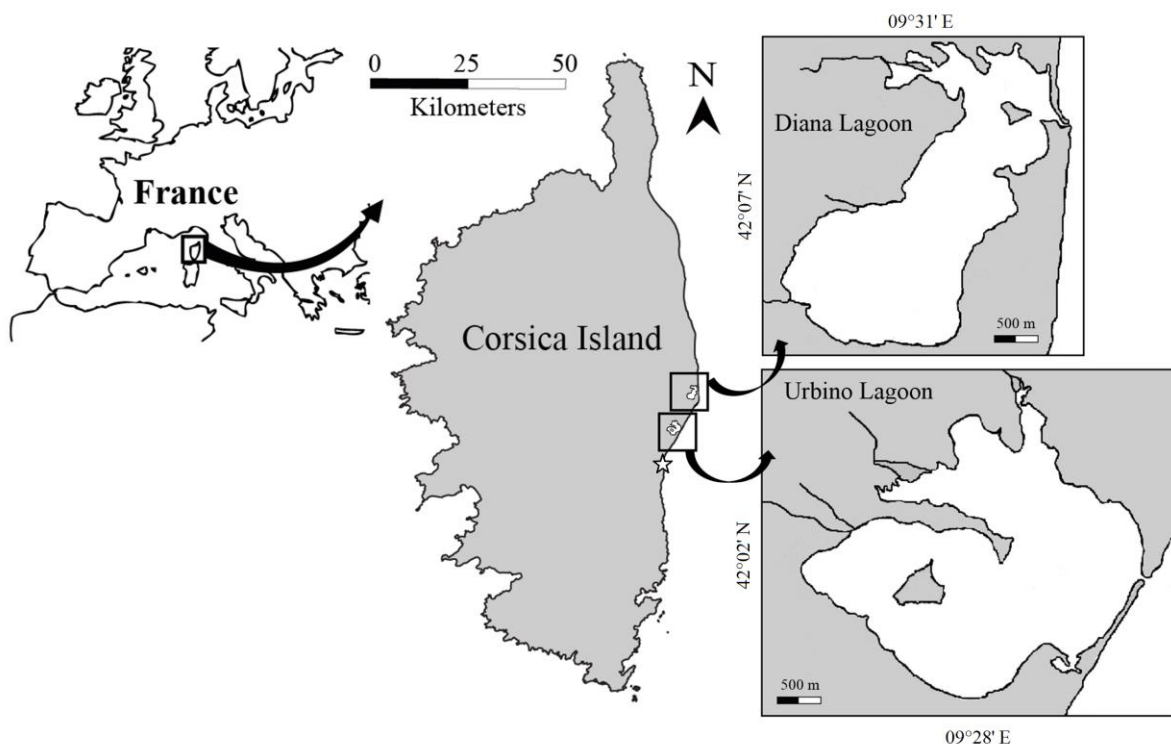 09°31' E
0 25 50
Kilometers
N
France
Diana Lagoon
42°07' N
500 m
Corsica Island
Urbino Lagoon
42°02' N
500 m
09°28' E